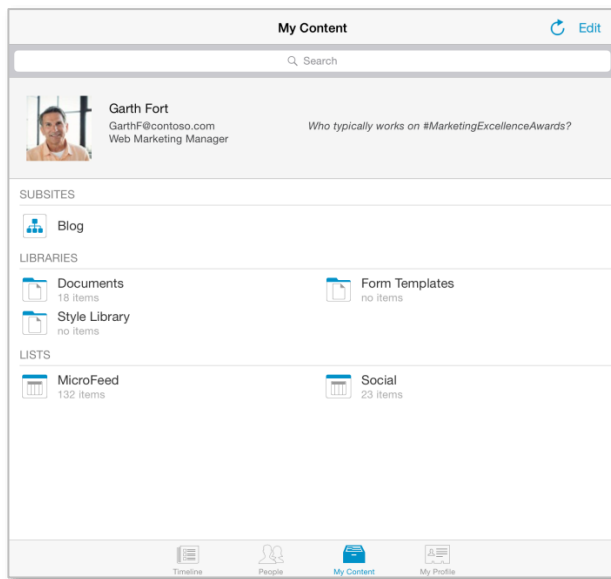 My Content
Edit
Search
Garth Fort
GarthF@contoso.com
Web Marketing Manager
Who typically works on #MarketingExcellenceAwards?
SUBSITES
Blog
LIBRARIES
Documents
18 items
Form Templates
no items
Style Library
no items
LISTS
MicroFeed
132 items
Social
23 items
Timeline
People
My Content
My Profile